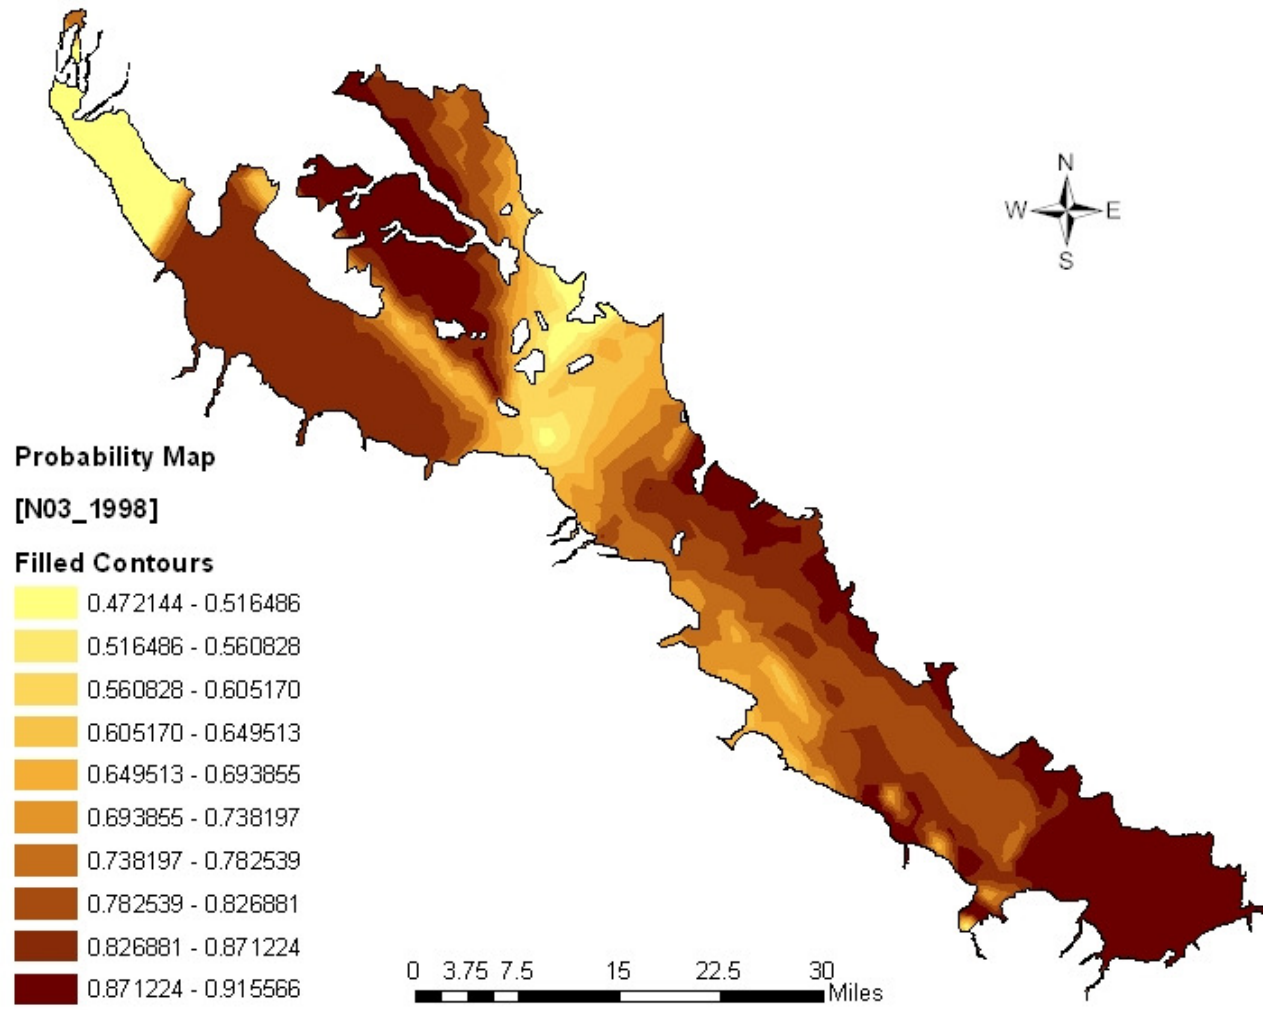 N
W E
S
Probability Map
[N03_1998]
Filled Contours
0.472144 - 0.516486
0.516486 - 0.560828
0.560828 - 0.605170
0.605170 - 0.649513
0.649513 - 0.693855
0.693855 - 0.738197
0.738197 - 0.782539
0.782539 - 0.826881
0.826881 - 0.871224
0.871224 - 0.915566
0 3.75 7.5 15 22.5 30
Miles